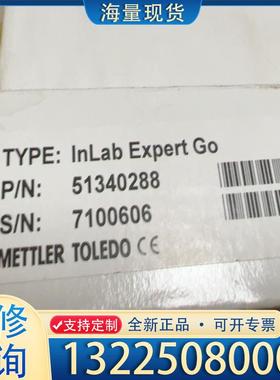 海量现货
TYPE: InLab Expert Go
P/N: 51340288
S/N: 7100606
METTLER TOLEDO CE
修
询
支持定制 全新正品 · 可开专票
13225080001